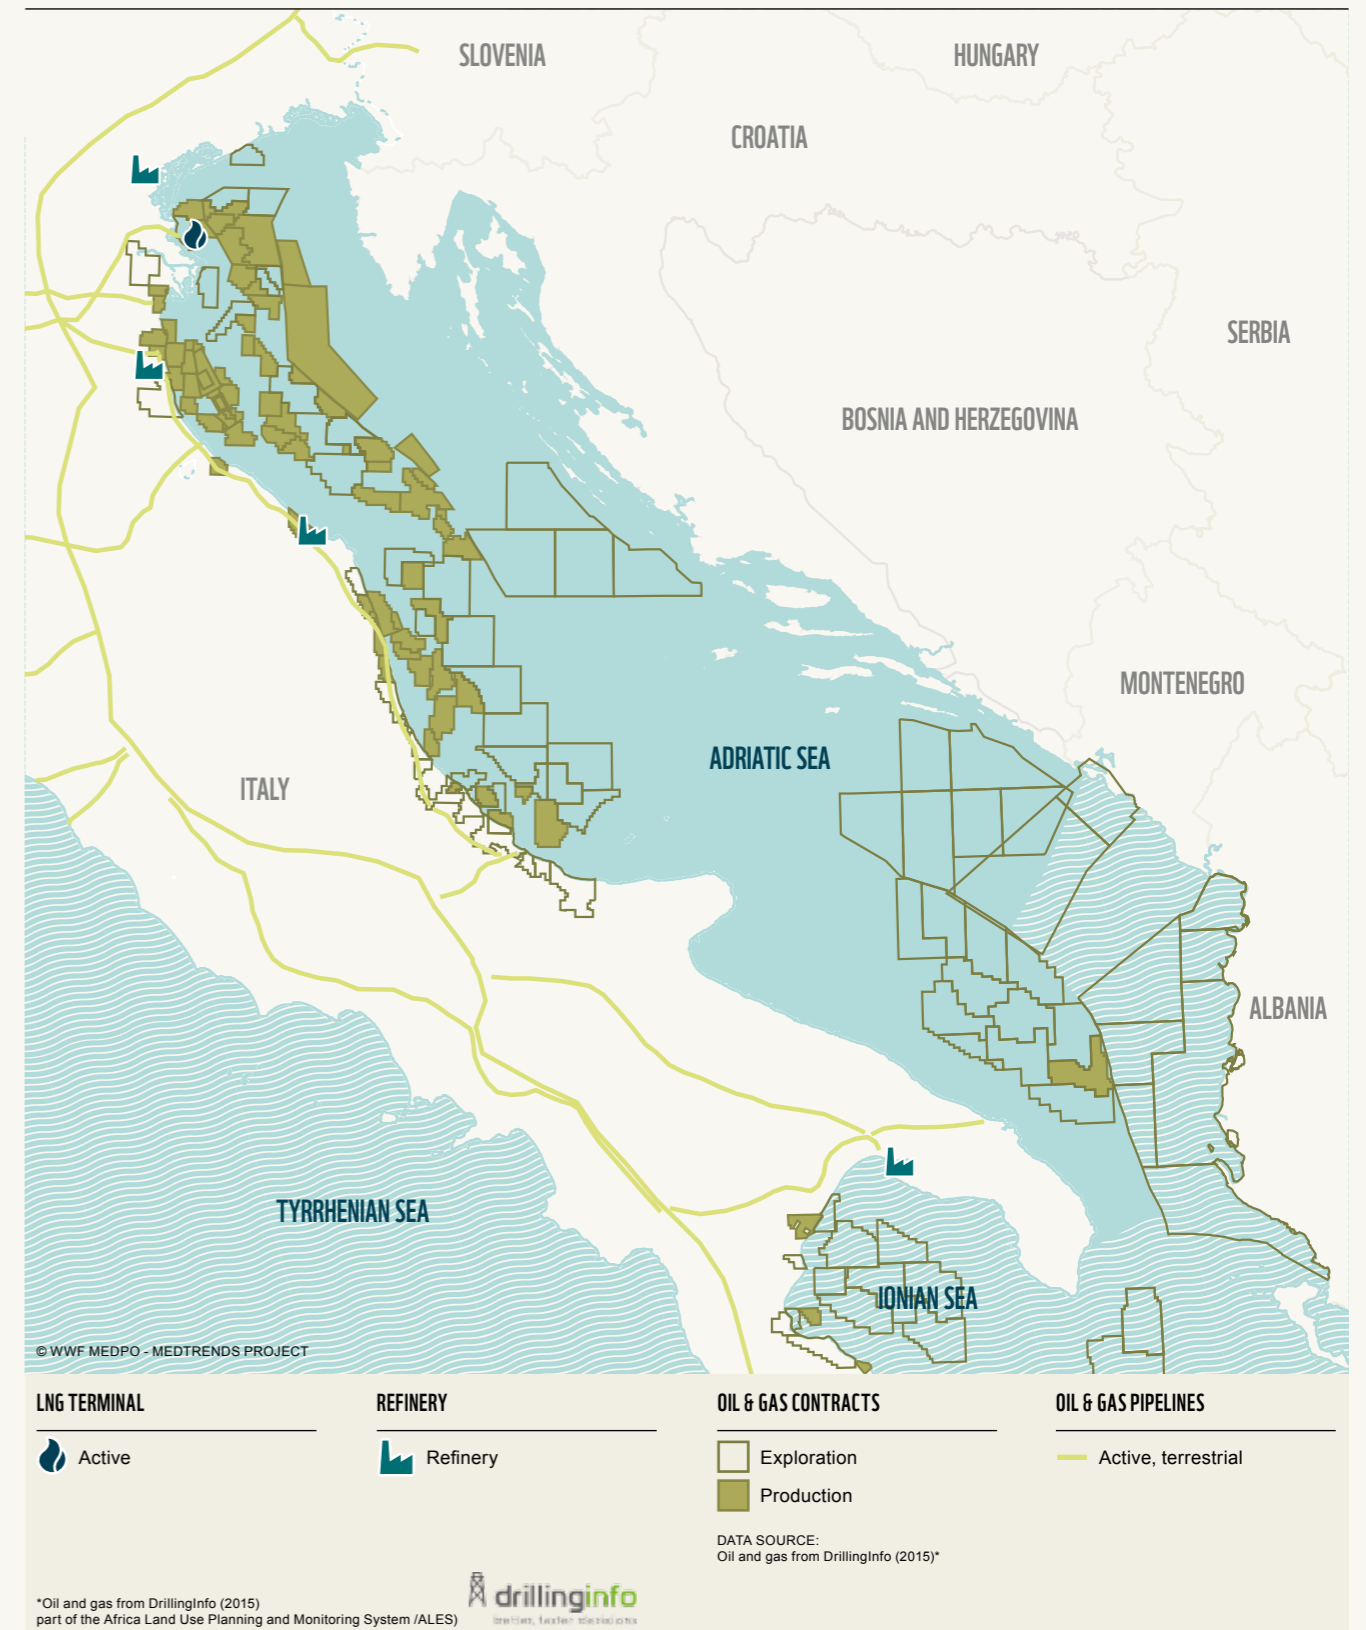 SLOVENIA
HUNGARY
CROATIA
SERBIA
BOSNIA AND HERZEGOVINA
MONTENEGRO
ADRIATIC SEA
ITALY
ALBANIA
TYRRHENIAN SEA
IONIAN SEA
© WWF MEDPO - MEDTRENDS PROJECT
LNG TERMINAL
Active
REFINERY
Refinery
OIL & GAS CONTRACTS
Exploration
Production
DATA SOURCE:
Oil and gas from DrillingInfo (2015)*
OIL & GAS PIPELINES
Active, terrestrial
*Oil and gas from DrillingInfo (2015)
part of the Africa Land Use Planning and Monitoring System /ALES)
drillinginfo
better, faster decisions